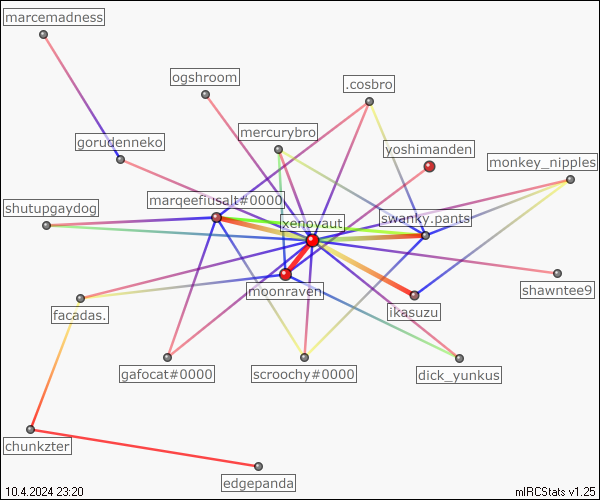 marcemadness
ogshroom
.cosbro
mercurybro
gorudenneko
yoshimanden
monkey_nipples
marqeefiusalt#0000
shutupgaydog
xenovaut
swanky.pants
moonraven
shawntee9
ikasuzu
facadas.
gafocat#0000
scroochy#0000
dick_yunkus
chunkzter
edgepanda
10.4.2024 23:20
mIRCStats v1.25